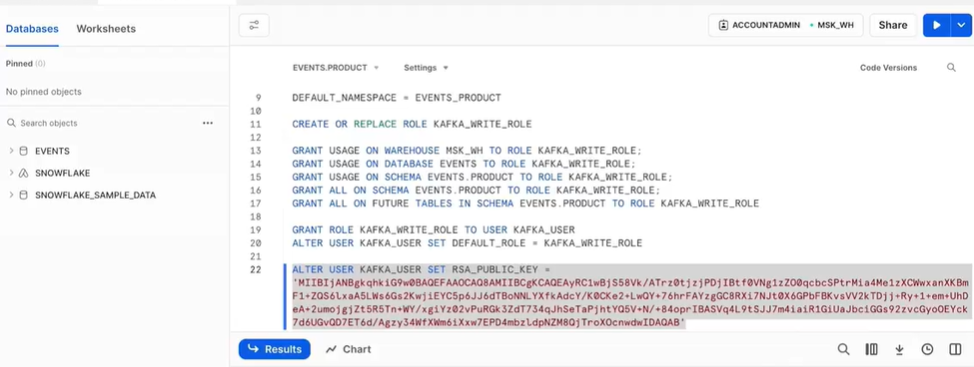 Databases Worksheets
ACCOUNTADMIN • MSK_WH Share
Pinned (0)
EVENTS.PRODUCT Settings Code Versions
No pinned objects
Search objects
EVENTS
SNOWFLAKE
SNOWFLAKE_SAMPLE_DATA
9 DEFAULT_NAMESPACE = EVENTS_PRODUCT
10
11 CREATE OR REPLACE ROLE KAFKA_WRITE_ROLE
12
13 GRANT USAGE ON WAREHOUSE MSK_WH TO ROLE KAFKA_WRITE_ROLE;
14 GRANT USAGE ON DATABASE EVENTS TO ROLE KAFKA_WRITE_ROLE;
15 GRANT USAGE ON SCHEMA EVENTS.PRODUCT TO ROLE KAFKA_WRITE_ROLE;
16 GRANT ALL ON SCHEMA EVENTS.PRODUCT TO ROLE KAFKA_WRITE_ROLE;
17 GRANT ALL ON FUTURE TABLES IN SCHEMA EVENTS.PRODUCT TO ROLE KAFKA_WRITE_ROLE
18
19 GRANT ROLE KAFKA_WRITE_ROLE TO USER KAFKA_USER
20 ALTER USER KAFKA_USER SET DEFAULT_ROLE = KAFKA_WRITE_ROLE
21
22 ALTER USER KAFKA_USER SET RSA_PUBLIC_KEY =
'MIIBIjANBgkqhkiG9w0BAQEFAAOCAQ8AMIIBCgKCAQEAyRC1wBjS58Vk/ATrz0tjzjPDjIBtf0VNg1zZO0qcbcSPtrMia4Me1zXCWwxanXKBm
F1+ZQS6lxaA5LWs6Gs2KwjiEYC5p6JJ6dTBoNNLYXfkAdcY/K0CKe2+LwQY+76hrFAYzgGC8RXi7NJt0X6GPbFBKvsVV2kTDjj+Ry+1+em+UhD
eA+2umojgjZt5R5Tn+WY/xgiYz02vPuRGk3ZdT734qJhSeTaPjhtYQ5V+N/+84oprIBASVq4L9tSJJ7m4iaiR1GiUaJbciGGs92zvcGyoOEYck
7d6UGvQD7ET6d/Agzy34WfXWm6iXxw7EPD4mbzldpNZM8QjTroXOcnwdwIDAQAB'
Results Chart